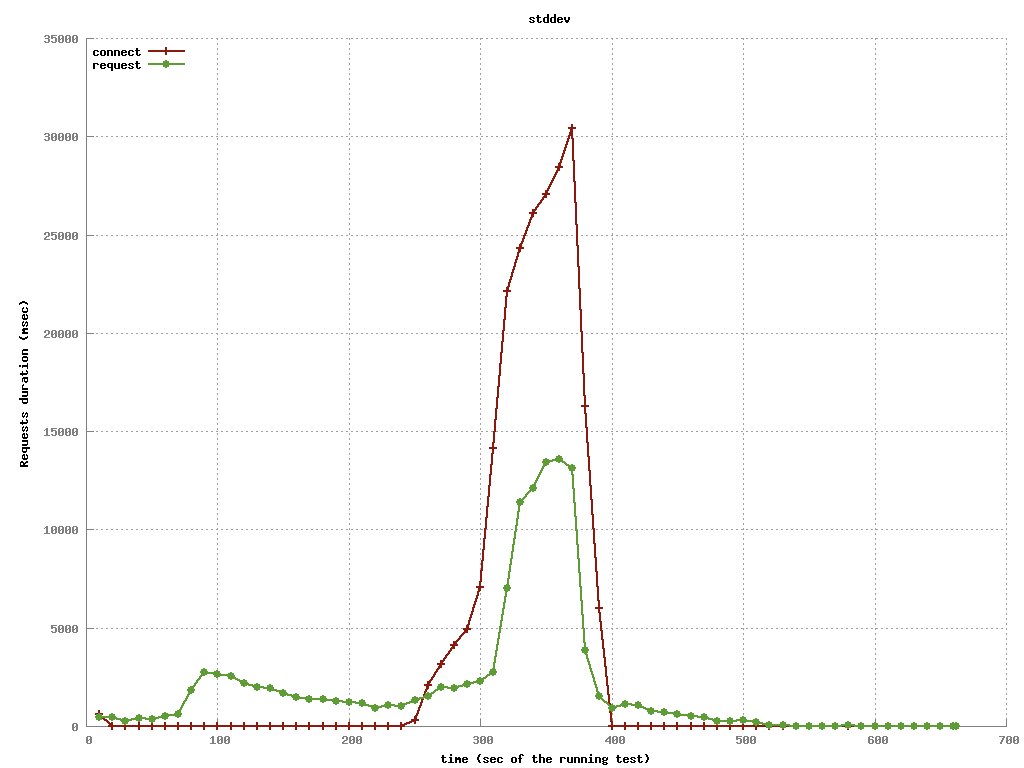 stddev
35000
connect
request
30000
25000
20000
15000
10000
5000
0
Requests duration (msec)
0 100 200 300 400 500 600 700
time (sec of the running test)